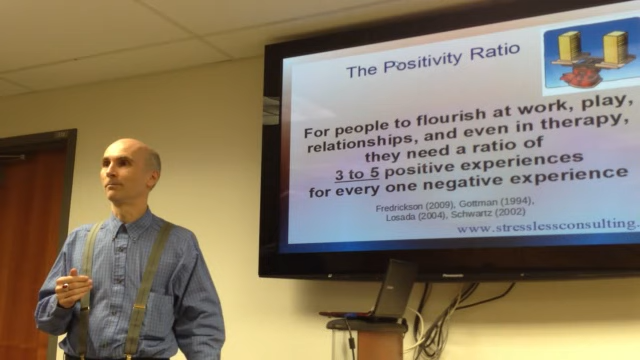 The Positivity Ratio
For people to flourish at work, play,
relationships, and even in therapy,
they need a ratio of
3 to 5 positive experiences
for every one negative experience
Fredrickson (2009), Gottman (1994),
Losada (2004), Schwartz (2002)
www.stresslessconsulting.
Panasonic